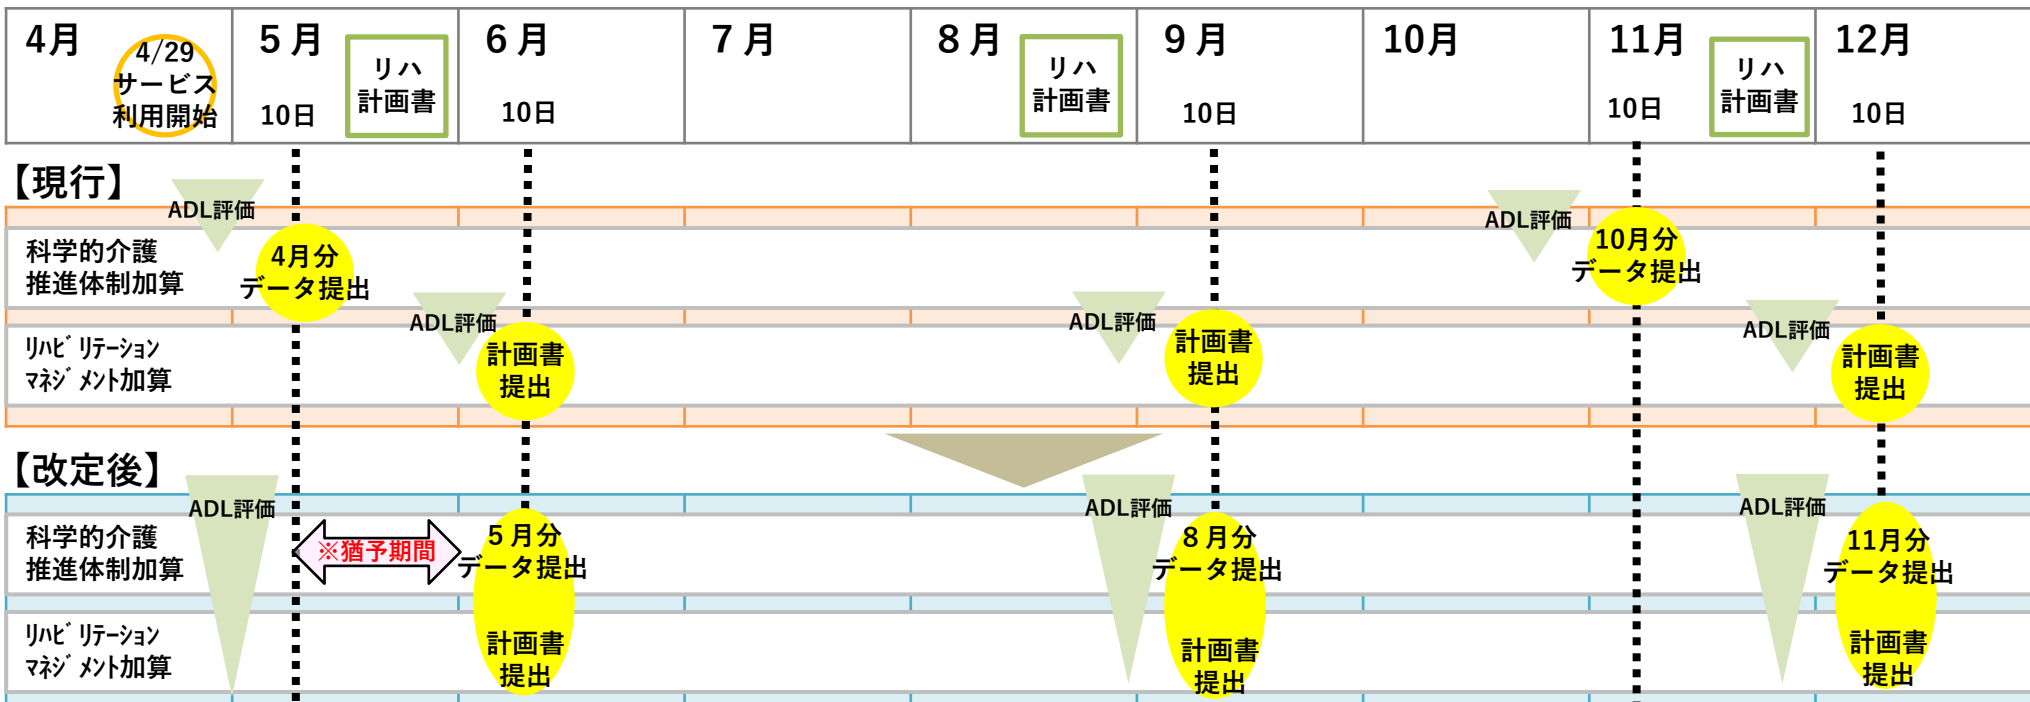 4月
4/29
サービス
利用開始
5月
10日
リハ
計画書
6月
10日
7月
8月
リハ
計画書
9月
10日
10月
11月
10日
リハ
計画書
12月
10日
【現行】
ADL評価
ADL評価
科学的介護
推進体制加算
4月分
データ提出
10月分
データ提出
ADL評価
ADL評価
ADL評価
ﾘﾊﾋﾞﾘﾃｰｼｮﾝ
ﾏﾈｼﾞﾒﾝﾄ加算
計画書
提出
計画書
提出
計画書
提出
【改定後】
ADL評価
ADL評価
ADL評価
科学的介護
推進体制加算
※猶予期間
5月分
データ提出
8月分
データ提出
11月分
データ提出
ﾘﾊﾋﾞﾘﾃｰｼｮﾝ
ﾏﾈｼﾞﾒﾝﾄ加算
計画書
提出
計画書
提出
計画書
提出